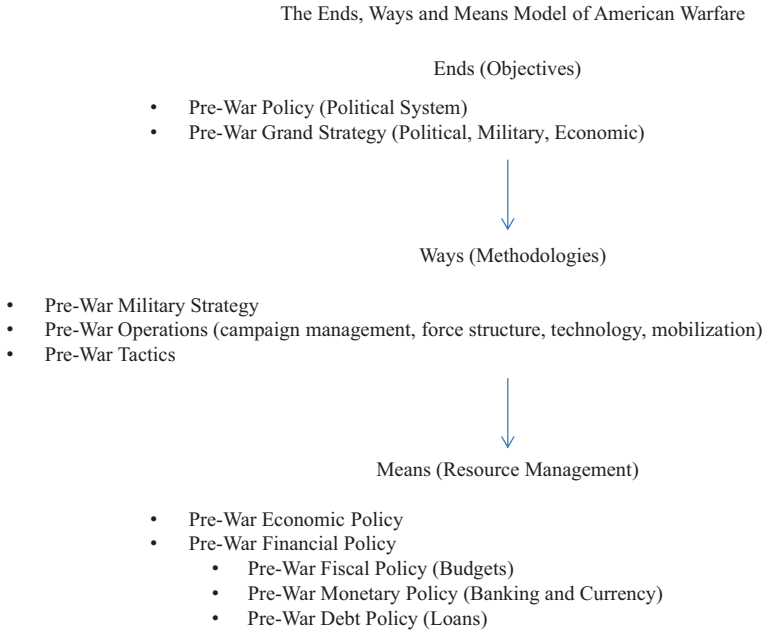 The Ends, Ways and Means Model of American Warfare
Ends (Objectives)
• Pre-War Policy (Political System)
• Pre-War Grand Strategy (Political, Military, Economic)
Ways (Methodologies)
• Pre-War Military Strategy
• Pre-War Operations (campaign management, force structure, technology, mobilization)
• Pre-War Tactics
Means (Resource Management)
• Pre-War Economic Policy
• Pre-War Financial Policy
• Pre-War Fiscal Policy (Budgets)
• Pre-War Monetary Policy (Banking and Currency)
• Pre-War Debt Policy (Loans)